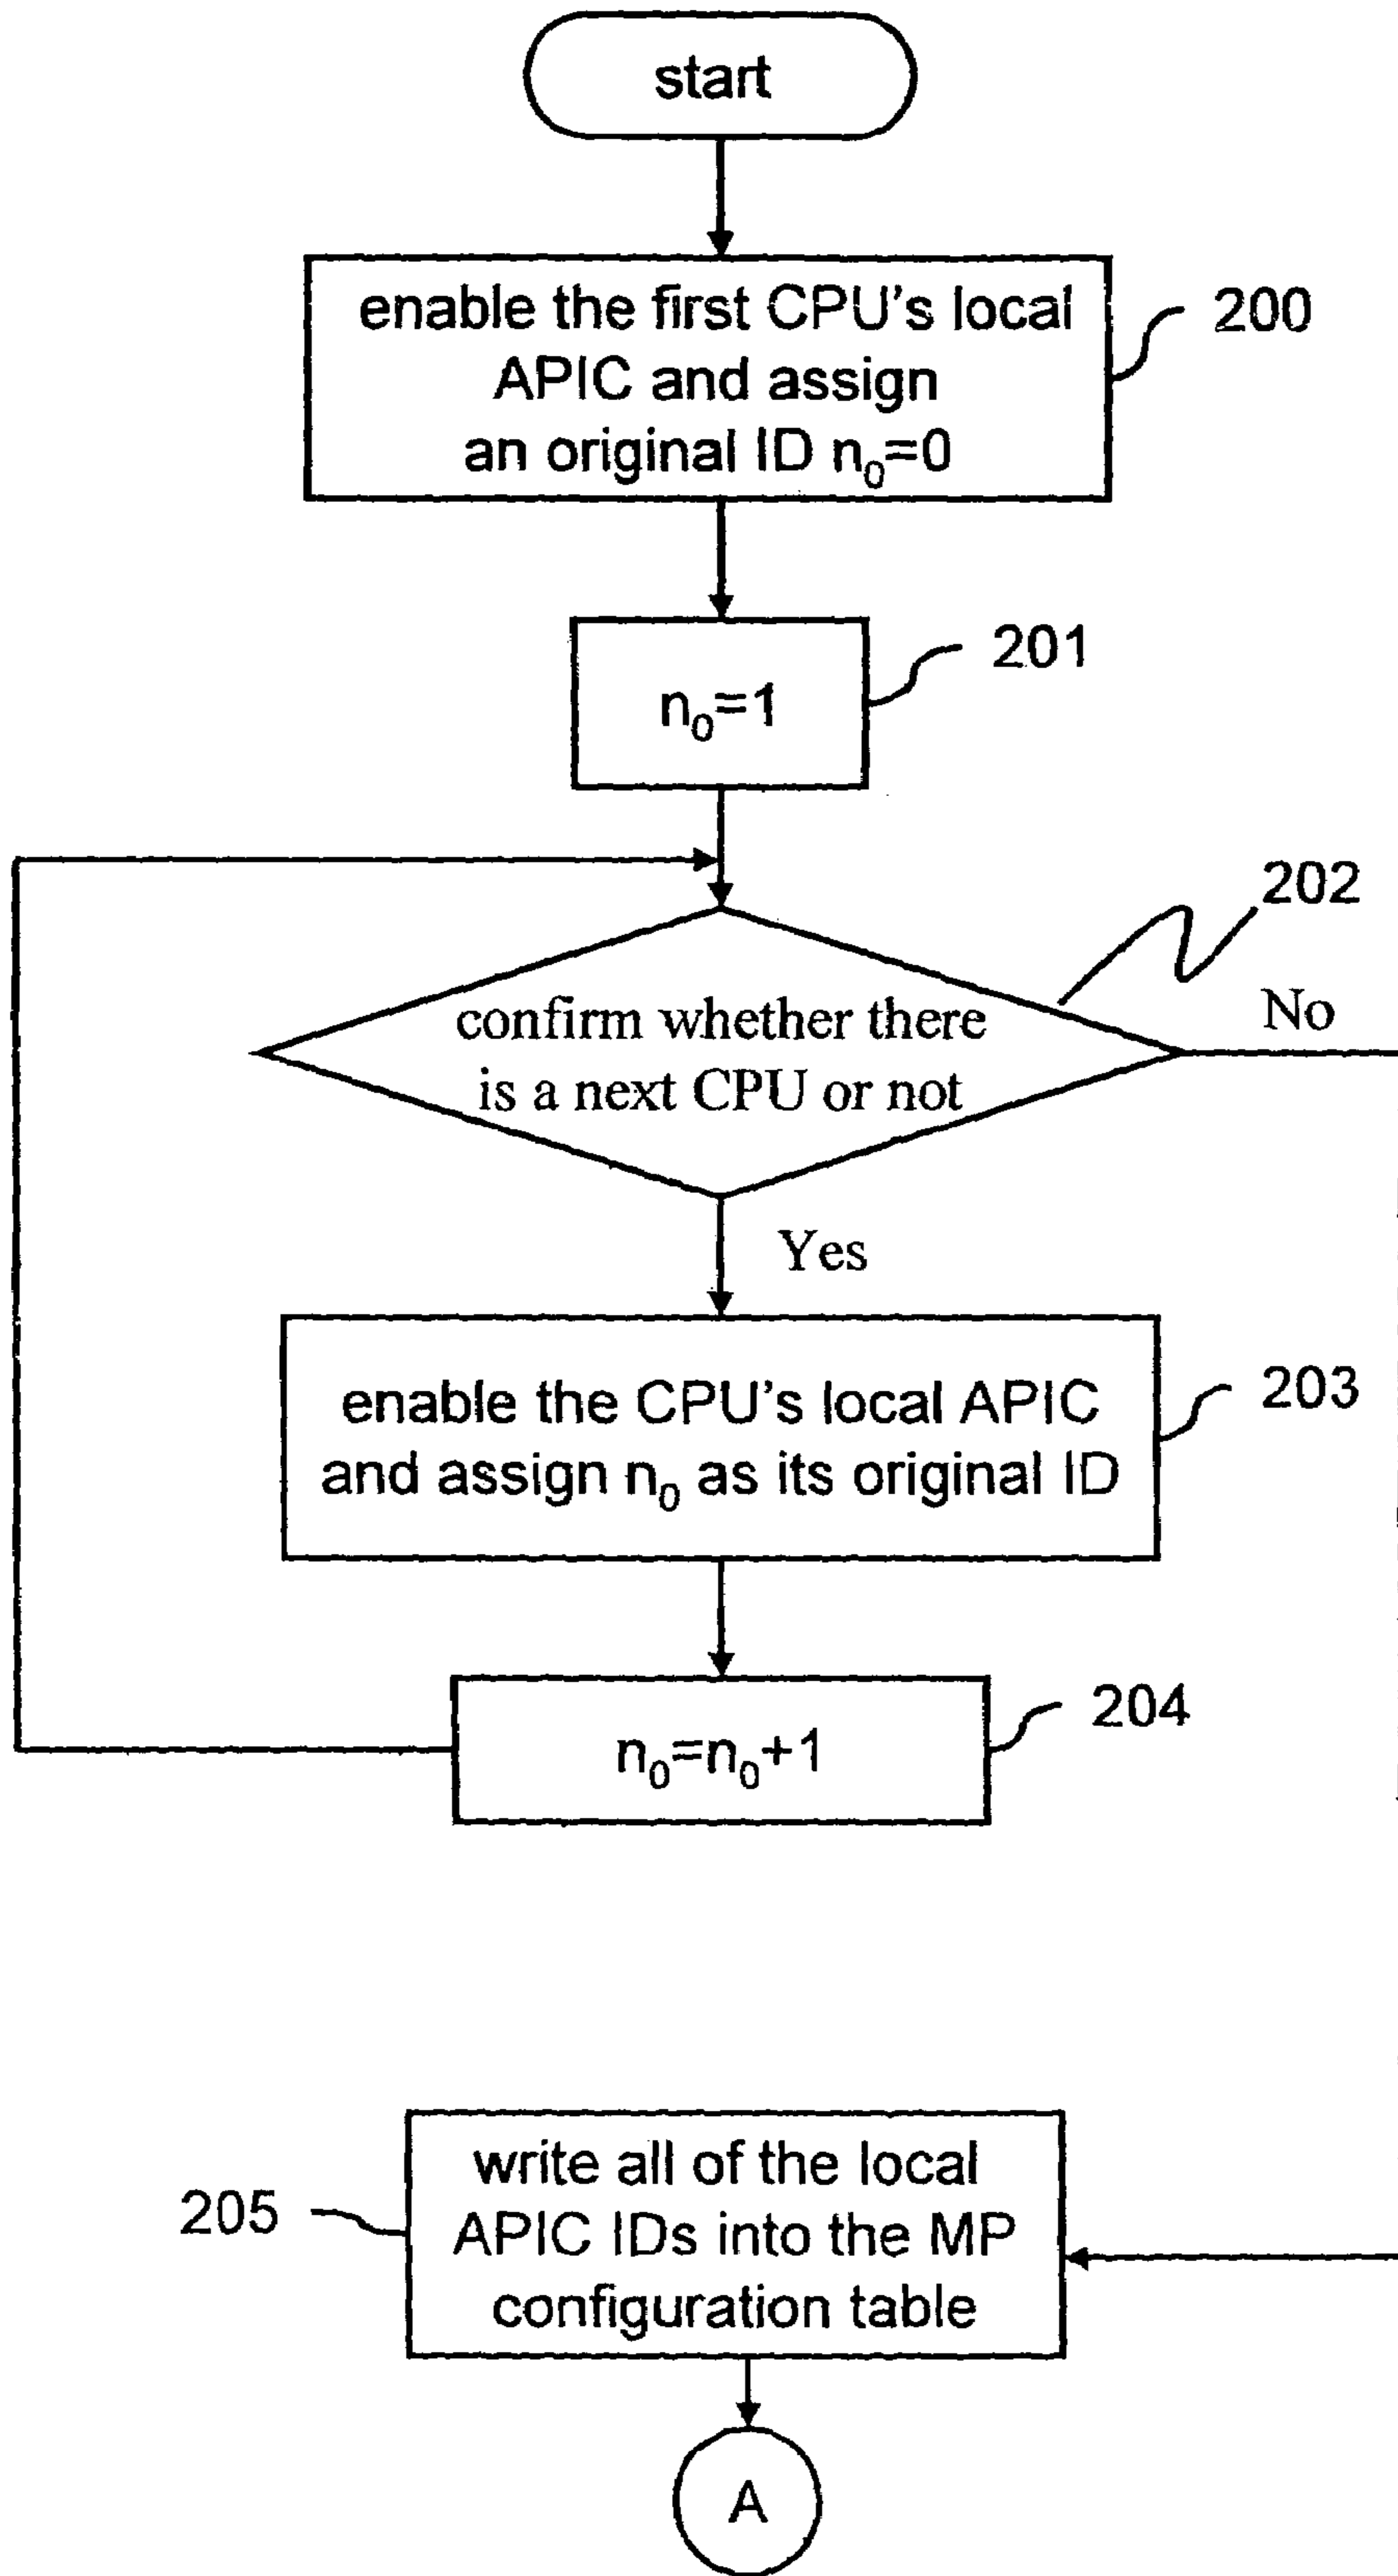 start
enable the first CPU's local
APIC and assign
an original ID n₀=0
200
n₀=1
201
202
confirm whether there
is a next CPU or not
No
Yes
enable the CPU's local APIC
and assign n₀ as its original ID
203
n₀=n₀+1
204
write all of the local
APIC IDs into the MP
configuration table
205
A